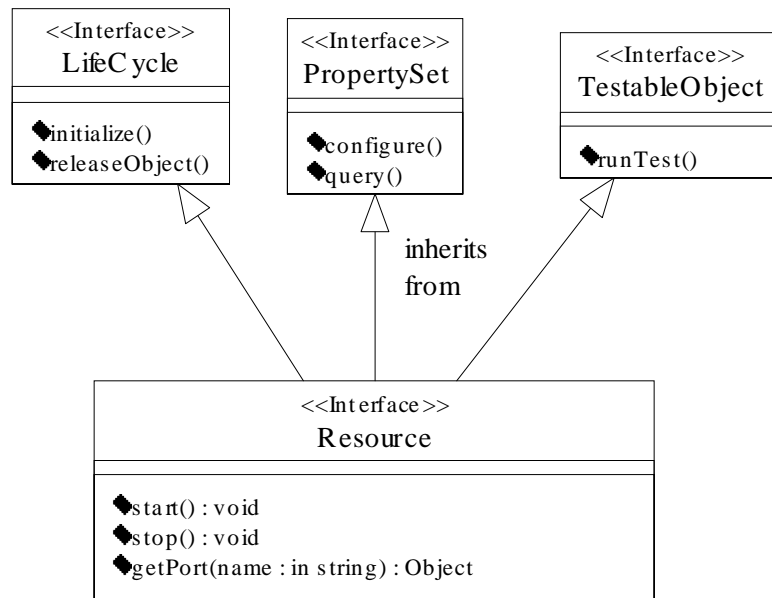 <<Interface>>
LifeCycle
initialize()
releaseObject()
<<Interface>>
PropertySet
configure()
query()
<<Interface>>
TestableObject
runTest()
inherits
from
<<Interface>>
Resource
start() : void
stop() : void
getPort(name : in string) : Object